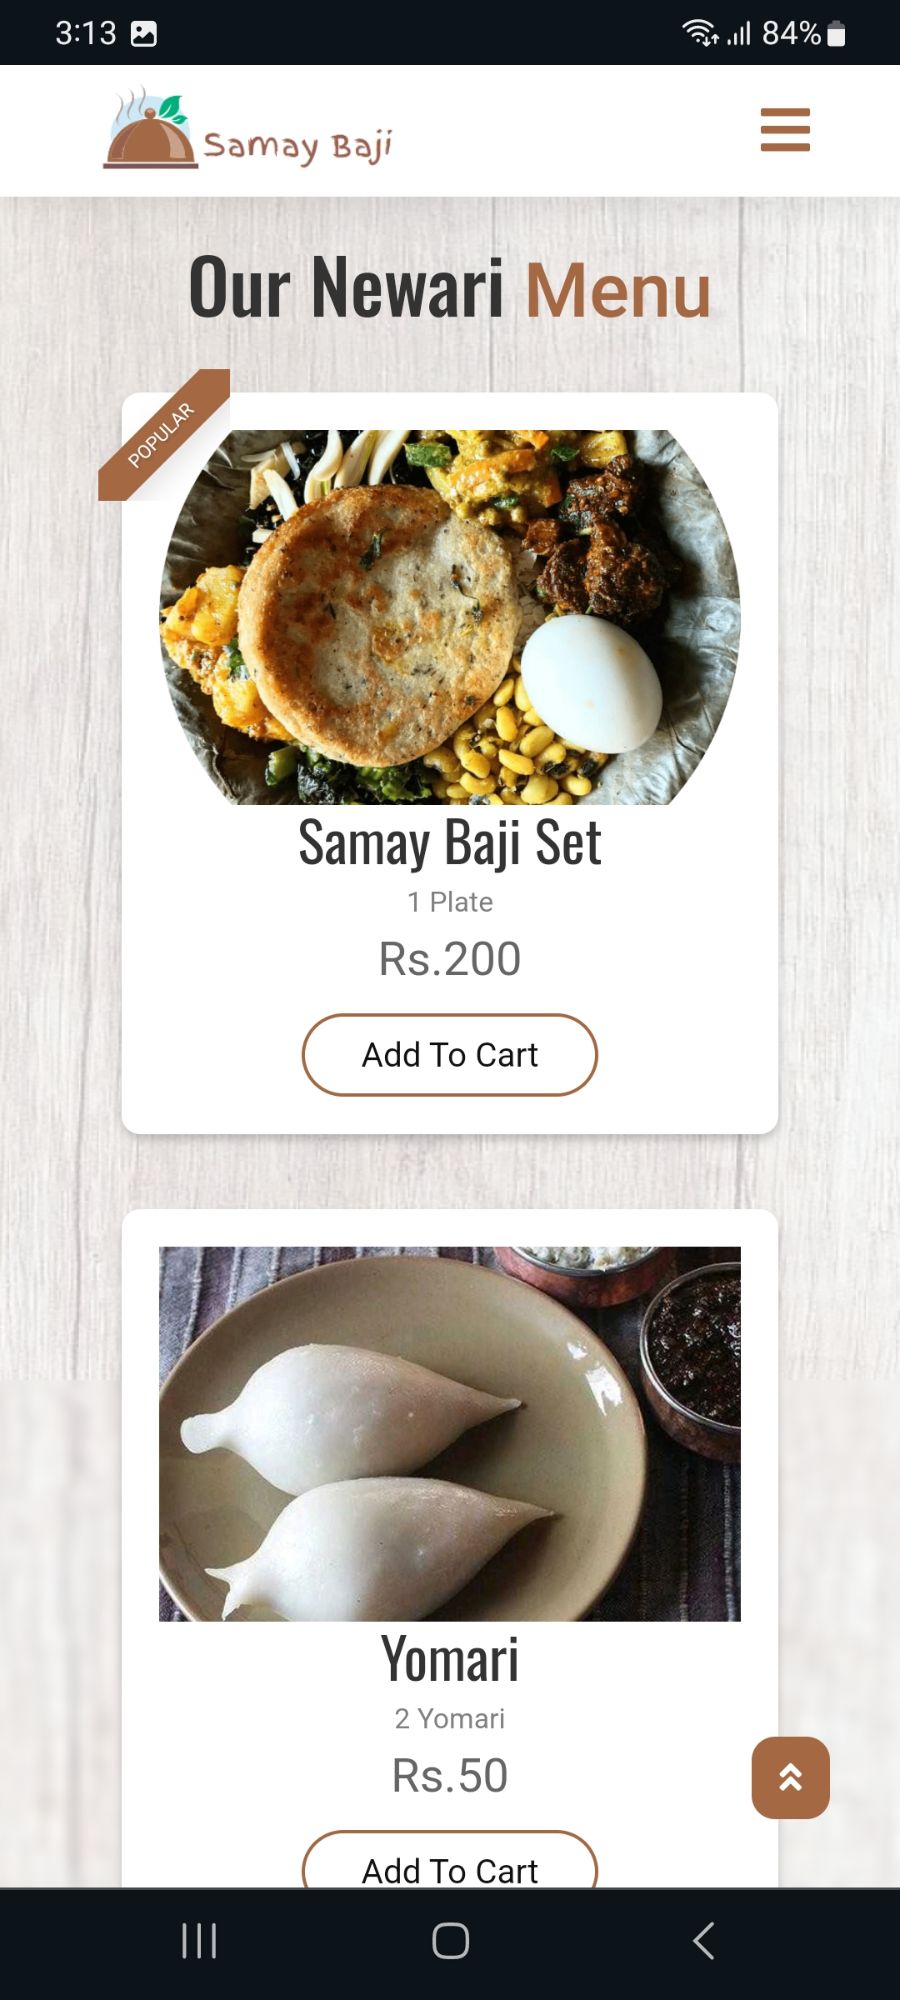 3:13
84%
Samay Baji
Our Newari Menu
POPULAR
Samay Baji Set
1 Plate
Rs.200
Add To Cart
Yomari
2 Yomari
Rs.50
Add To Cart